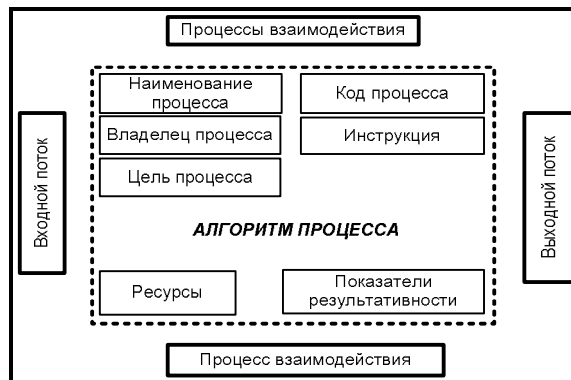 Процессы взаимодействия
Наименование
процесса
Код процесса
Владелец процесса
Инструкция
Цель процесса
Входной поток
Выходной поток
АЛГОРИТМ ПРОЦЕССА
Ресурсы
Показатели
результативности
Процесс взаимодействия